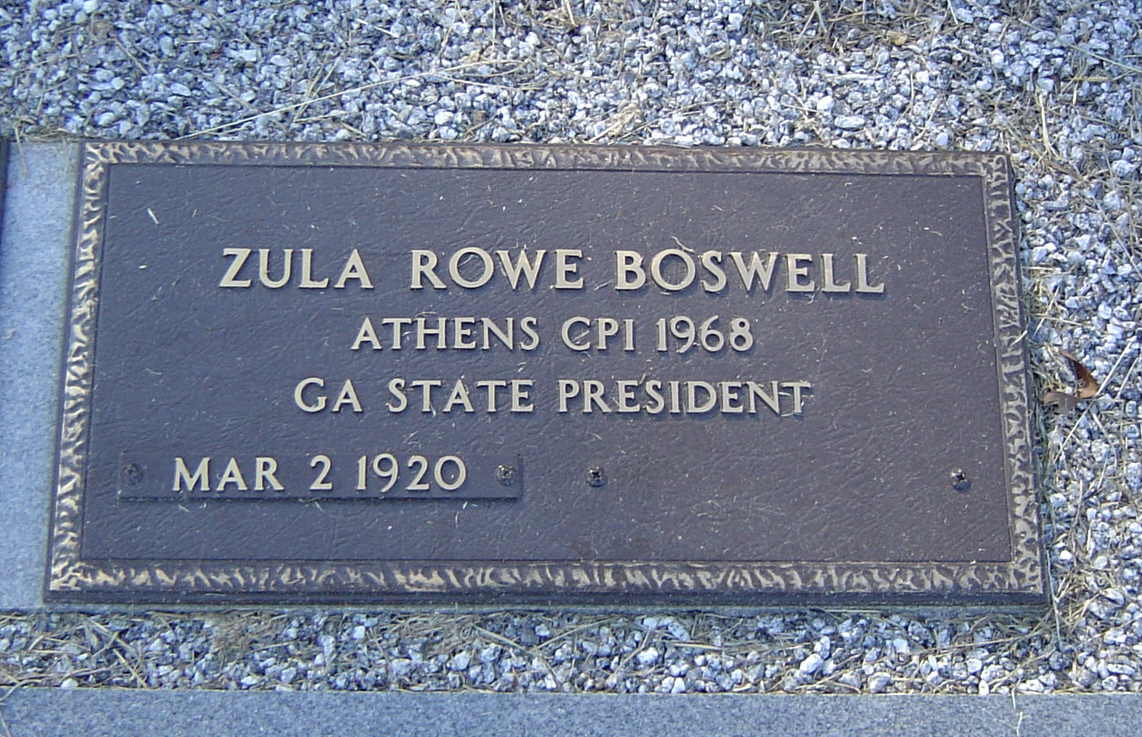 ZULA ROWE BOSWELL
ATHENS CPI 1968
GA STATE PRESIDENT
MAR 2 1920